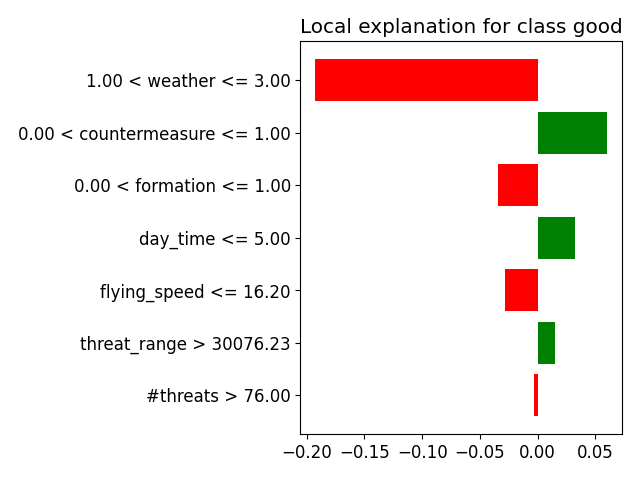 Local explanation for class good
1.00 < weather <= 3.00
0.00 < countermeasure <= 1.00
0.00 < formation <= 1.00
day_time <= 5.00
flying_speed <= 16.20
threat_range > 30076.23
#threats > 76.00
−0.20 −0.15 −0.10 −0.05 0.00 0.05